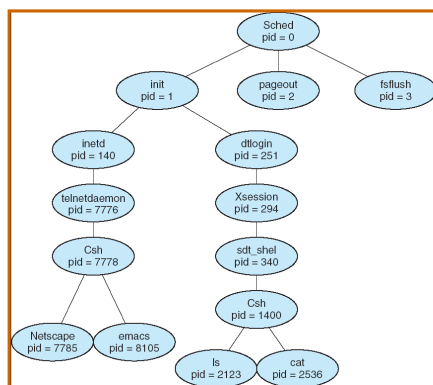 Sched
pid = 0
init
pid = 1
pageout
pid = 2
fsflush
pid = 3
inetd
pid = 140
dtlogin
pid = 251
telnetdaemon
pid = 7776
Xsession
pid = 294
Csh
pid = 7778
sdt_shel
pid = 340
Csh
pid = 1400
Netscape
pid = 7785
emacs
pid = 8105
ls
pid = 2123
cat
pid = 2536